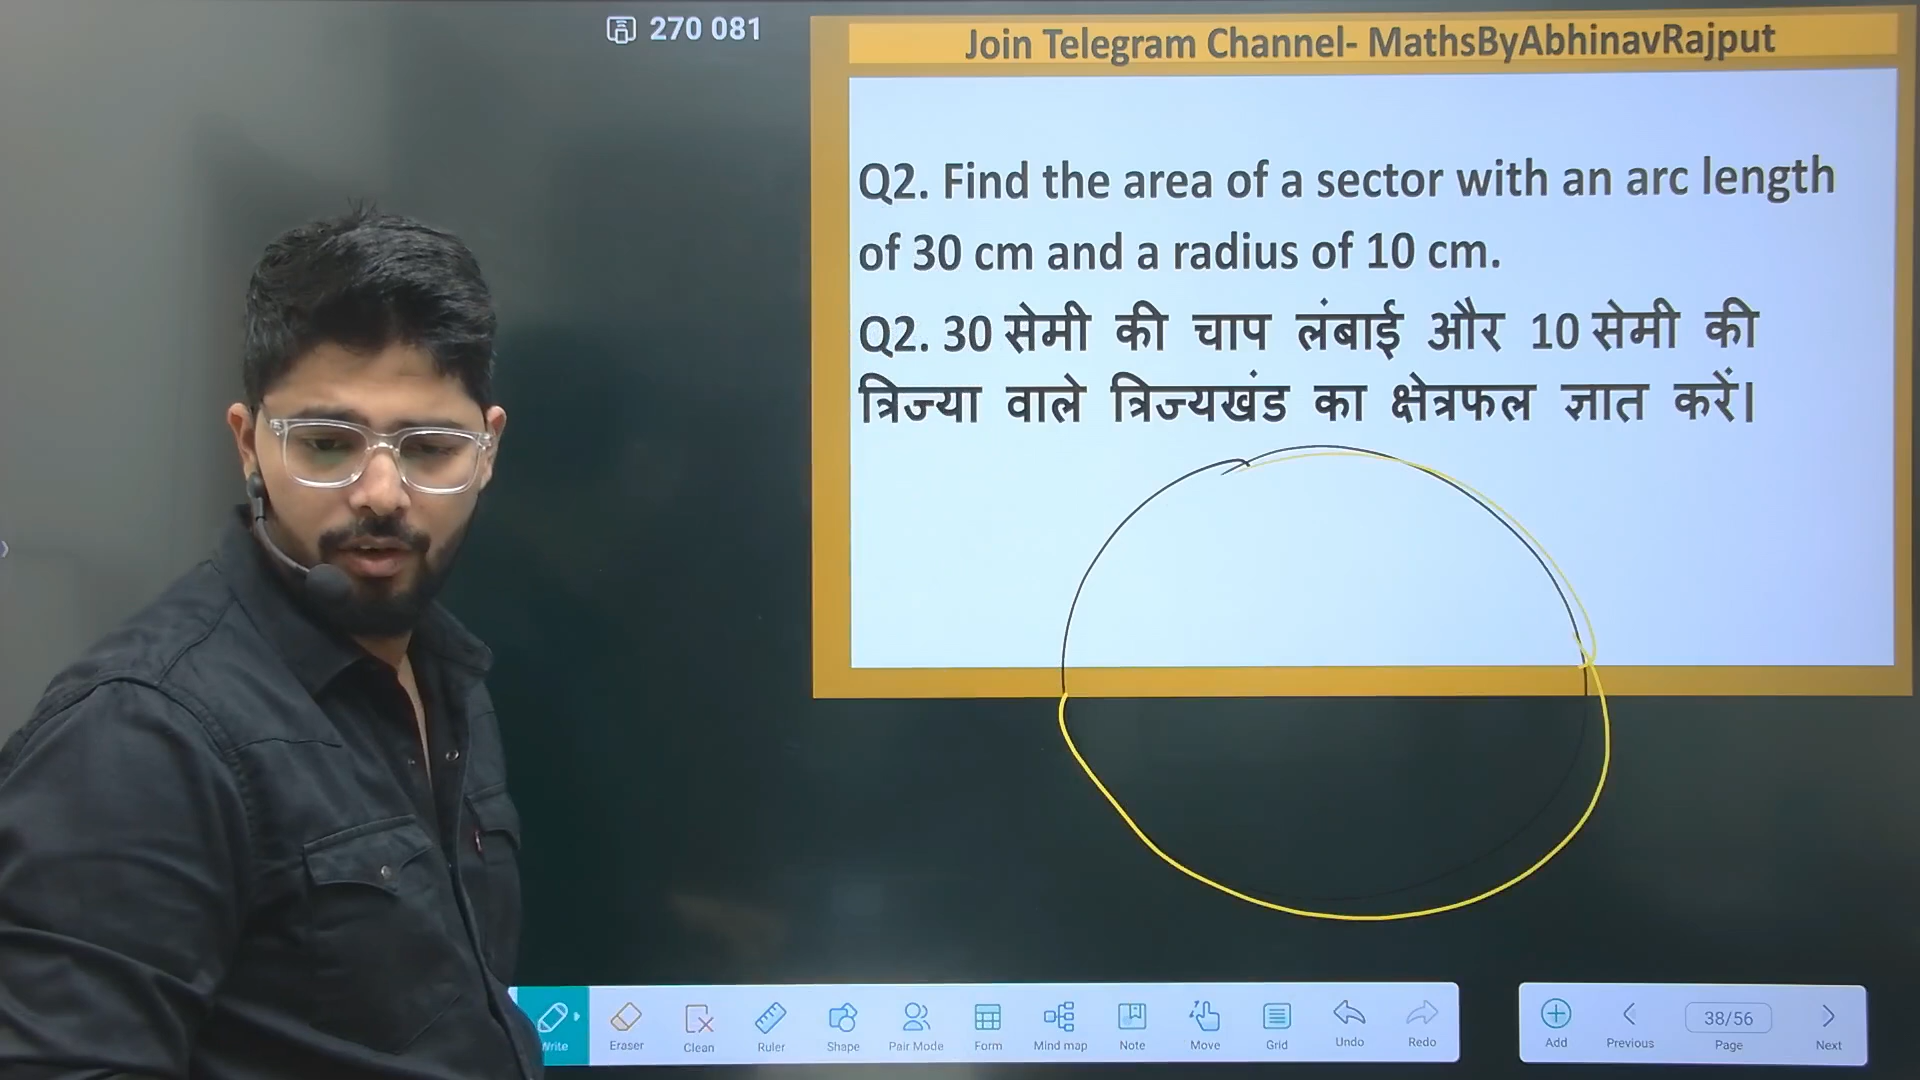 270 081
Join Telegram Channel- MathsByAbhinavRajput
Q2. Find the area of a sector with an arc length
of 30 cm and a radius of 10 cm.
Q2. 30 सेमी की चाप लंबाई और 10 सेमी की
त्रिज्या वाले त्रिज्यखंड का क्षेत्रफल ज्ञात करें।
Write Eraser Clean Ruler Shape Pair Mode Form Mind map Note Move Grid Undo Redo
38/56
Add Previous Page Next